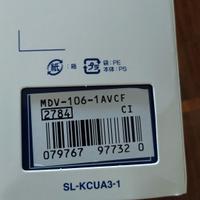 紙 : 箱
プラ 袋 : PE
本体 : PS
MDV-106-1AVCF
2784 CI
079767 97732 0
SL-KCUA3-1